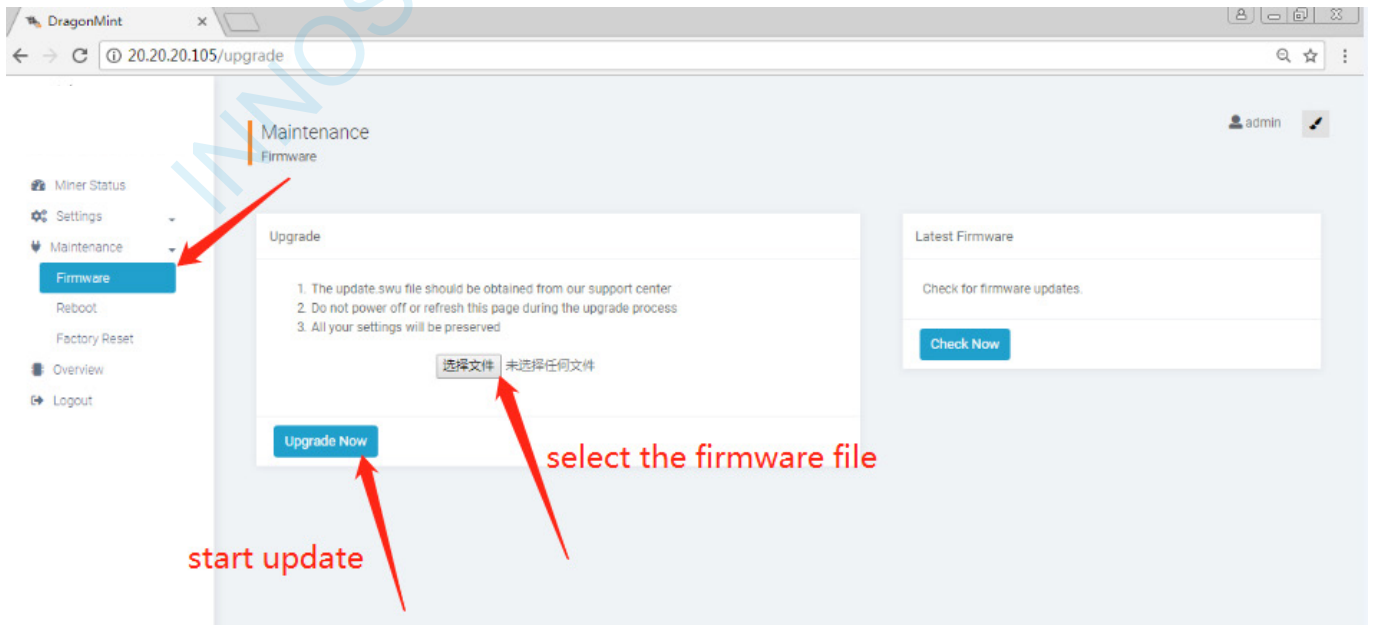 DragonMint
20.20.20.105/upgrade
INNOS
Maintenance
Firmware
admin
Miner Status
Settings
Maintenance
Firmware
Reboot
Factory Reset
Overview
Logout
Upgrade
1. The update.swu file should be obtained from our support center
2. Do not power off or refresh this page during the upgrade process
3. All your settings will be preserved
选择文件 未选择任何文件
Upgrade Now
Latest Firmware
Check for firmware updates.
Check Now
select the firmware file
start update